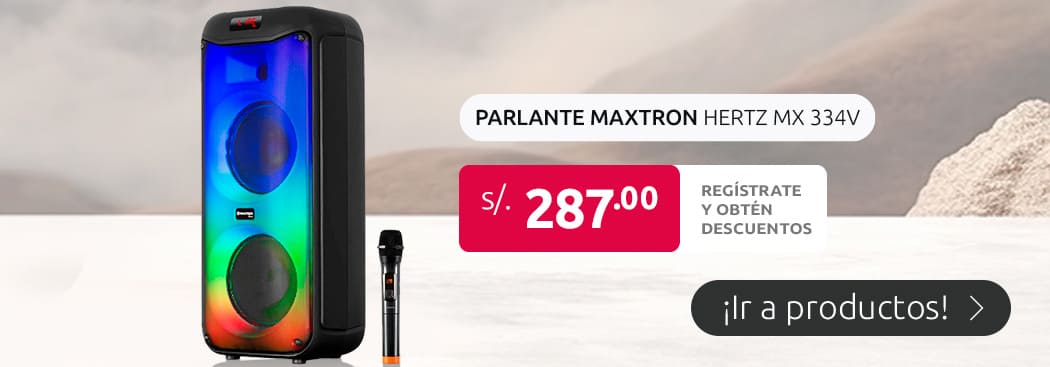 PARLANTE MAXTRON HERTZ MX 334V
S/. 287.00
REGÍSTRATE
Y OBTÉN
DESCUENTOS
¡Ir a productos!